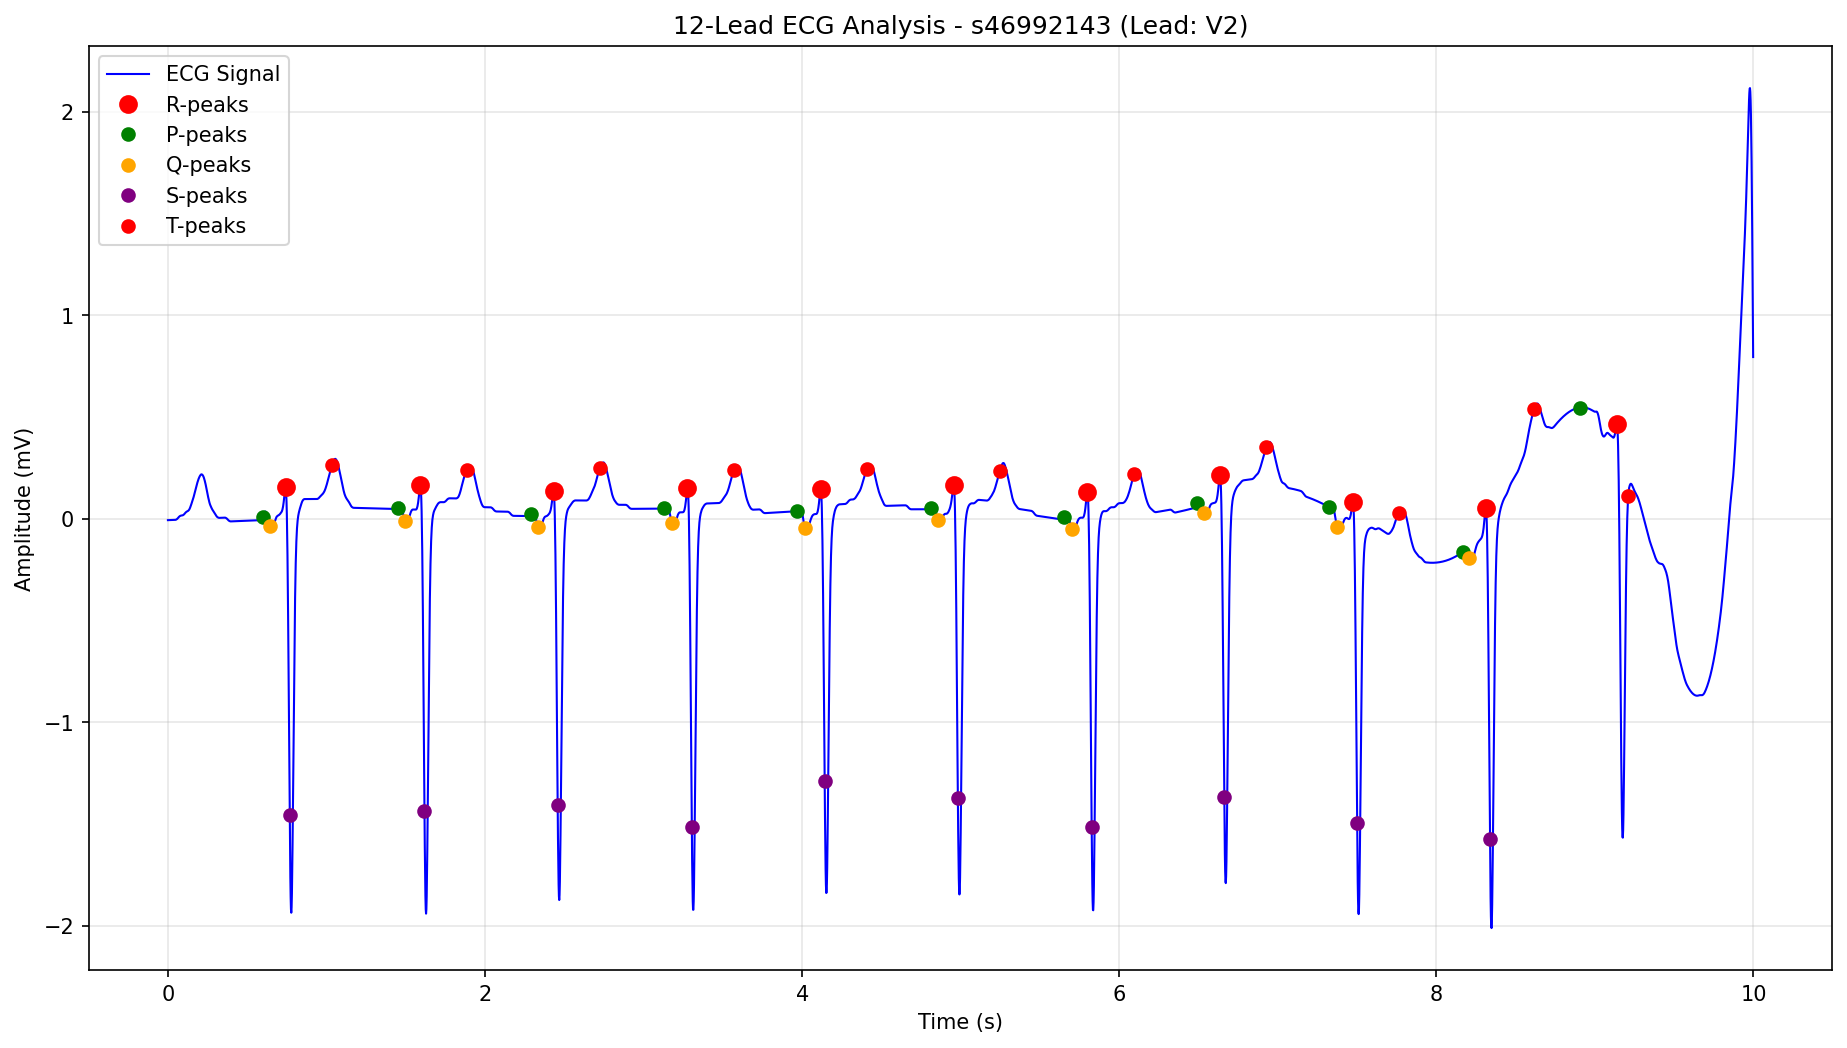 12-Lead ECG Analysis - s46992143 (Lead: V2)
ECG Signal
R-peaks
P-peaks
Q-peaks
S-peaks
T-peaks
Amplitude (mV)
2
1
0
−1
−2
0
2
4
6
8
10
Time (s)